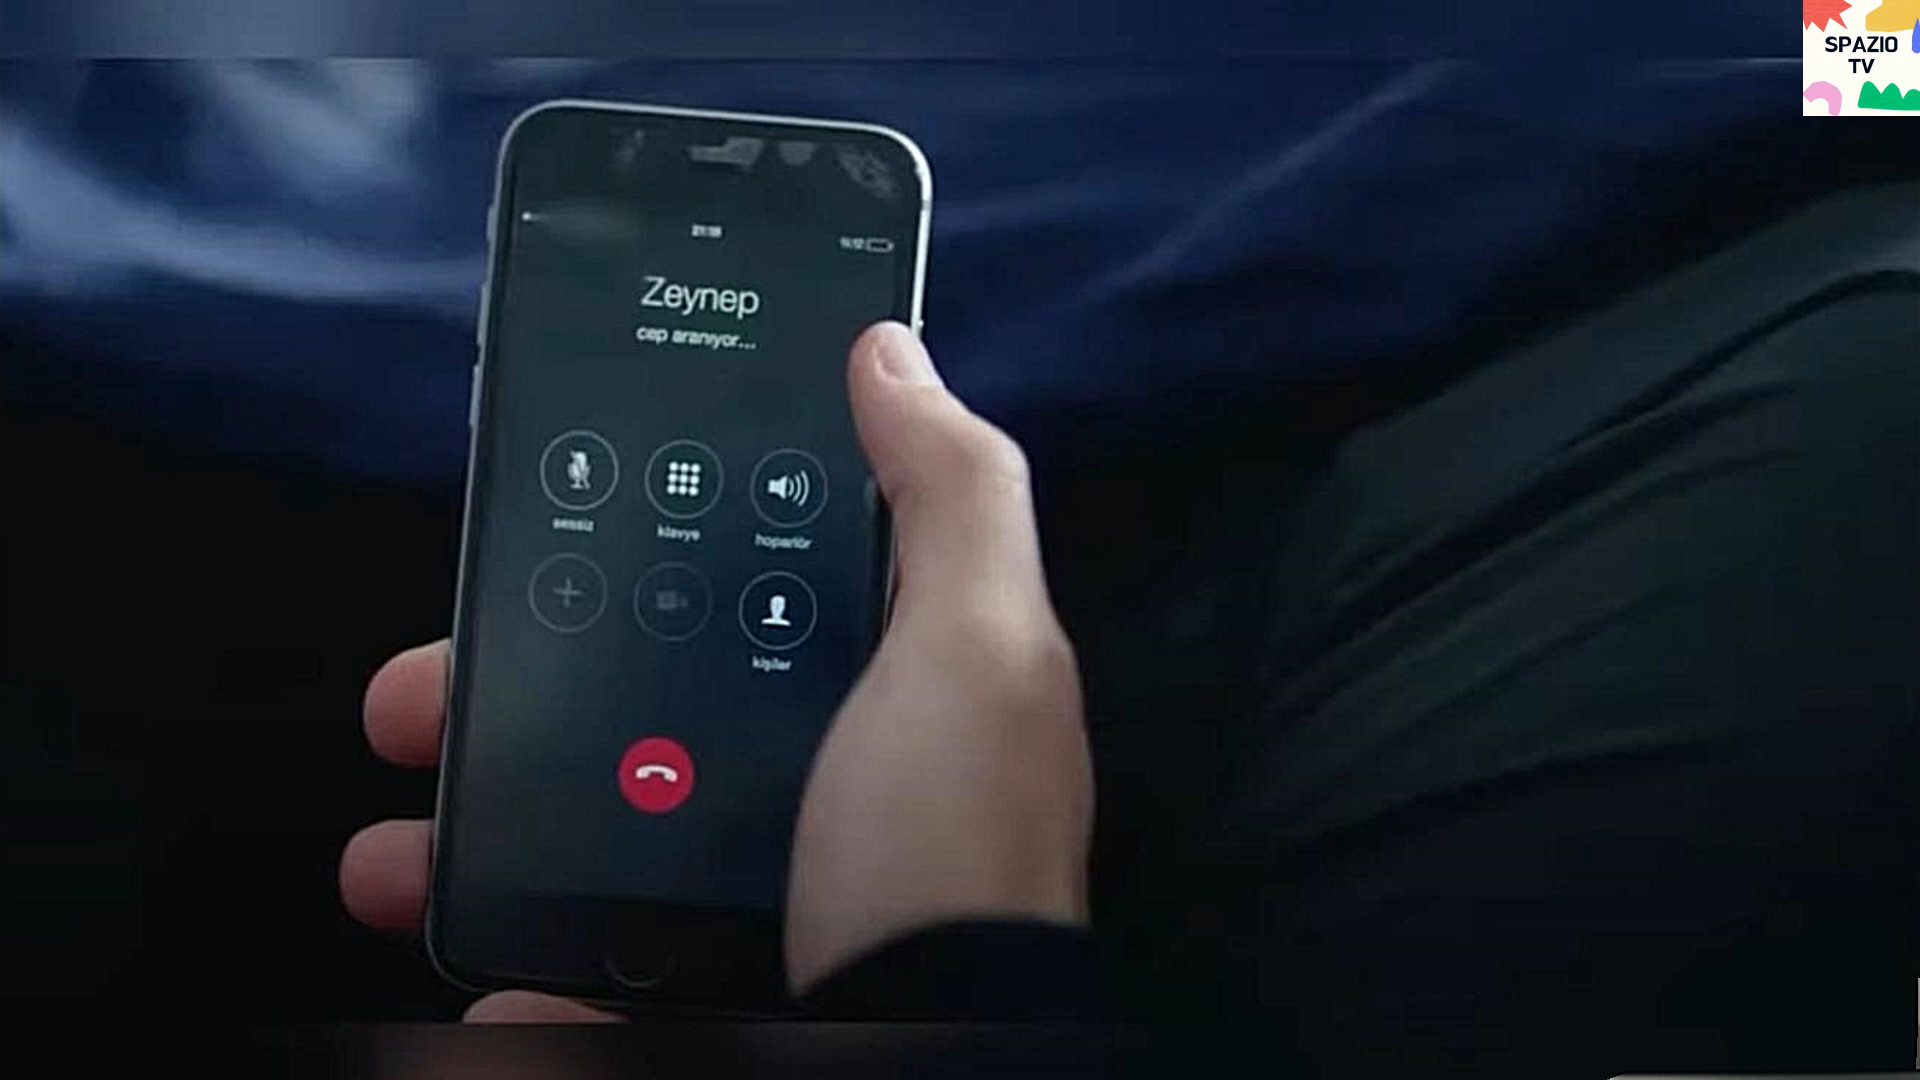 SPAZIO
TV
Zeynep
cep aranıyor...
sessiz
klavye
hoparlör
kişiler